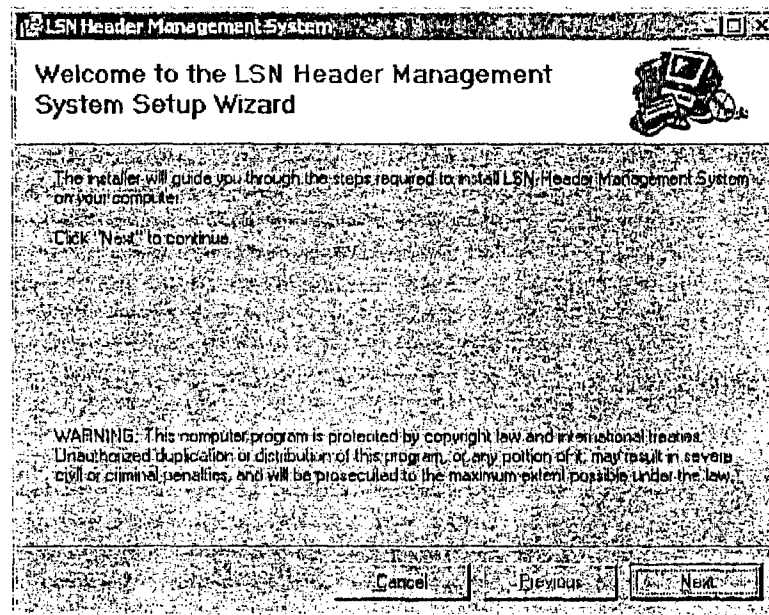 LSN Header Management System
Welcome to the LSN Header Management
System Setup Wizard
The installer will guide you through the steps required to install LSN Header Management System
on your computer.
Click "Next" to continue.
WARNING: This computer program is protected by copyright law and international treaties.
Unauthorized duplication or distribution of this program, or any portion of it, may result in severe
civil or criminal penalties, and will be prosecuted to the maximum extent possible under the law.
Cancel
Previous
Next